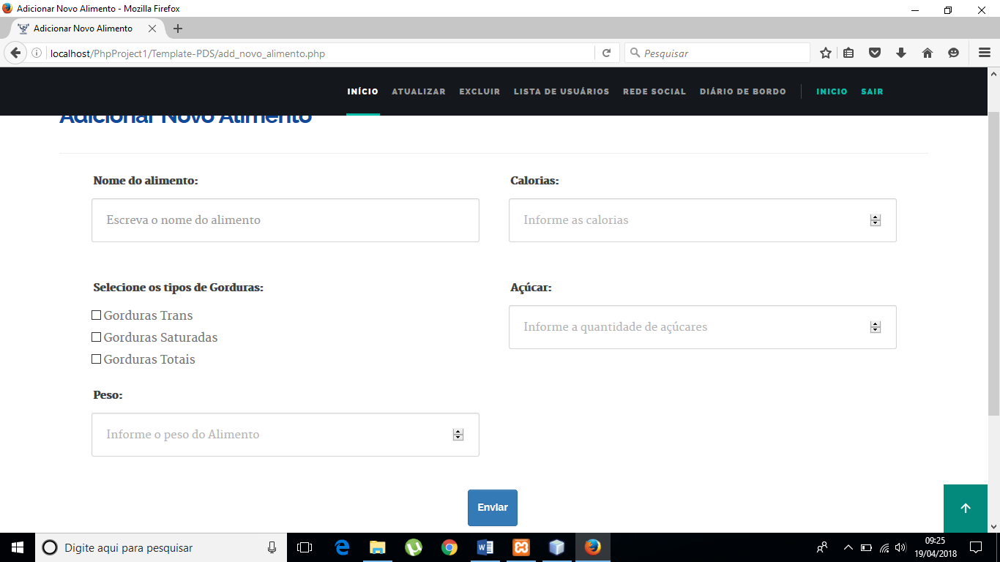 Adicionar Novo Alimento - Mozilla Firefox
Adicionar Novo Alimento
localhost/PhpProject1/Template-PDS/add_novo_alimento.php
Pesquisar
INÍCIO ATUALIZAR EXCLUIR LISTA DE USUÁRIOS REDE SOCIAL DIÁRIO DE BORDO INICIO SAIR
Adicionar Novo Alimento
Nome do alimento:
Escreva o nome do alimento
Calorias:
Informe as calorias
Selecione os tipos de Gorduras:
Gorduras Trans
Gorduras Saturadas
Gorduras Totais
Açúcar:
Informe a quantidade de açúcares
Peso:
Informe o peso do Alimento
Enviar
Digite aqui para pesquisar
09:25
19/04/2018